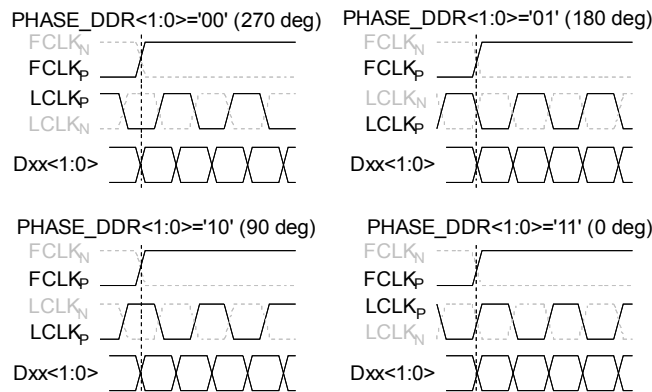 PHASE_DDR<1:0>='00' (270 deg)
FCLKN
FCLKP
LCLKP
LCLKN
Dxx<1:0>
PHASE_DDR<1:0>='01' (180 deg)
FCLKN
FCLKP
LCLKN
LCLKP
Dxx<1:0>
PHASE_DDR<1:0>='10' (90 deg)
FCLKN
FCLKP
LCLKN
LCLKP
Dxx<1:0>
PHASE_DDR<1:0>='11' (0 deg)
FCLKN
FCLKP
LCLKP
LCLKN
Dxx<1:0>